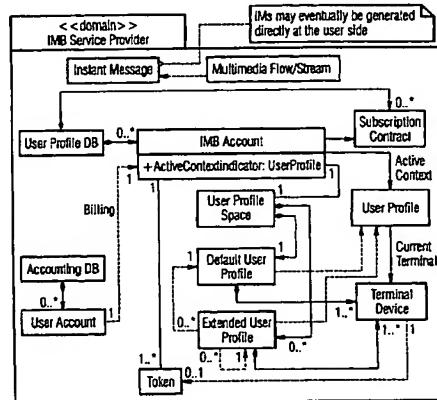 <<domain>>
IMB Service Provider
IMs may eventually be generated
directly at the user side
Instant Message
Multimedia Flow/Stream
0..*
Subscription
Contract
User Profile DB
0..*
IMB Account
+ActiveContextindicator: UserProfile
Active
Context
1
1
1
Billing
User Profile
Space
1
User Profile
1
1
Default User
Profile
Current
Terminal
Accounting DB
0..*
User Account
1
0..*
Extended User
Profile
Terminal
Device
1..*
0..*
1
0..*
1..*
1
1..*
0..1
Token